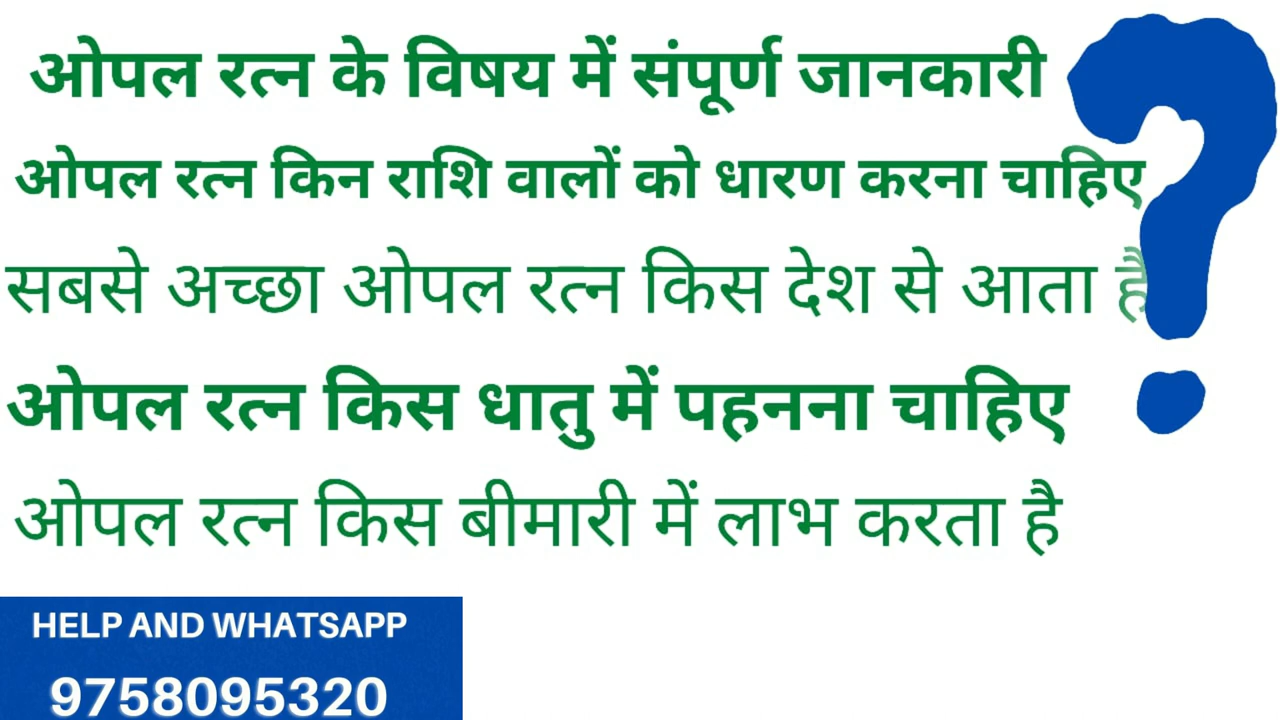 ओपल रत्न के विषय में संपूर्ण जानकारी
ओपल रत्न किन राशि वालों को धारण करना चाहिए
सबसे अच्छा ओपल रत्न किस देश से आता है
ओपल रत्न किस धातु में पहनना चाहिए
ओपल रत्न किस बीमारी में लाभ करता है
?
HELP AND WHATSAPP
9758095320